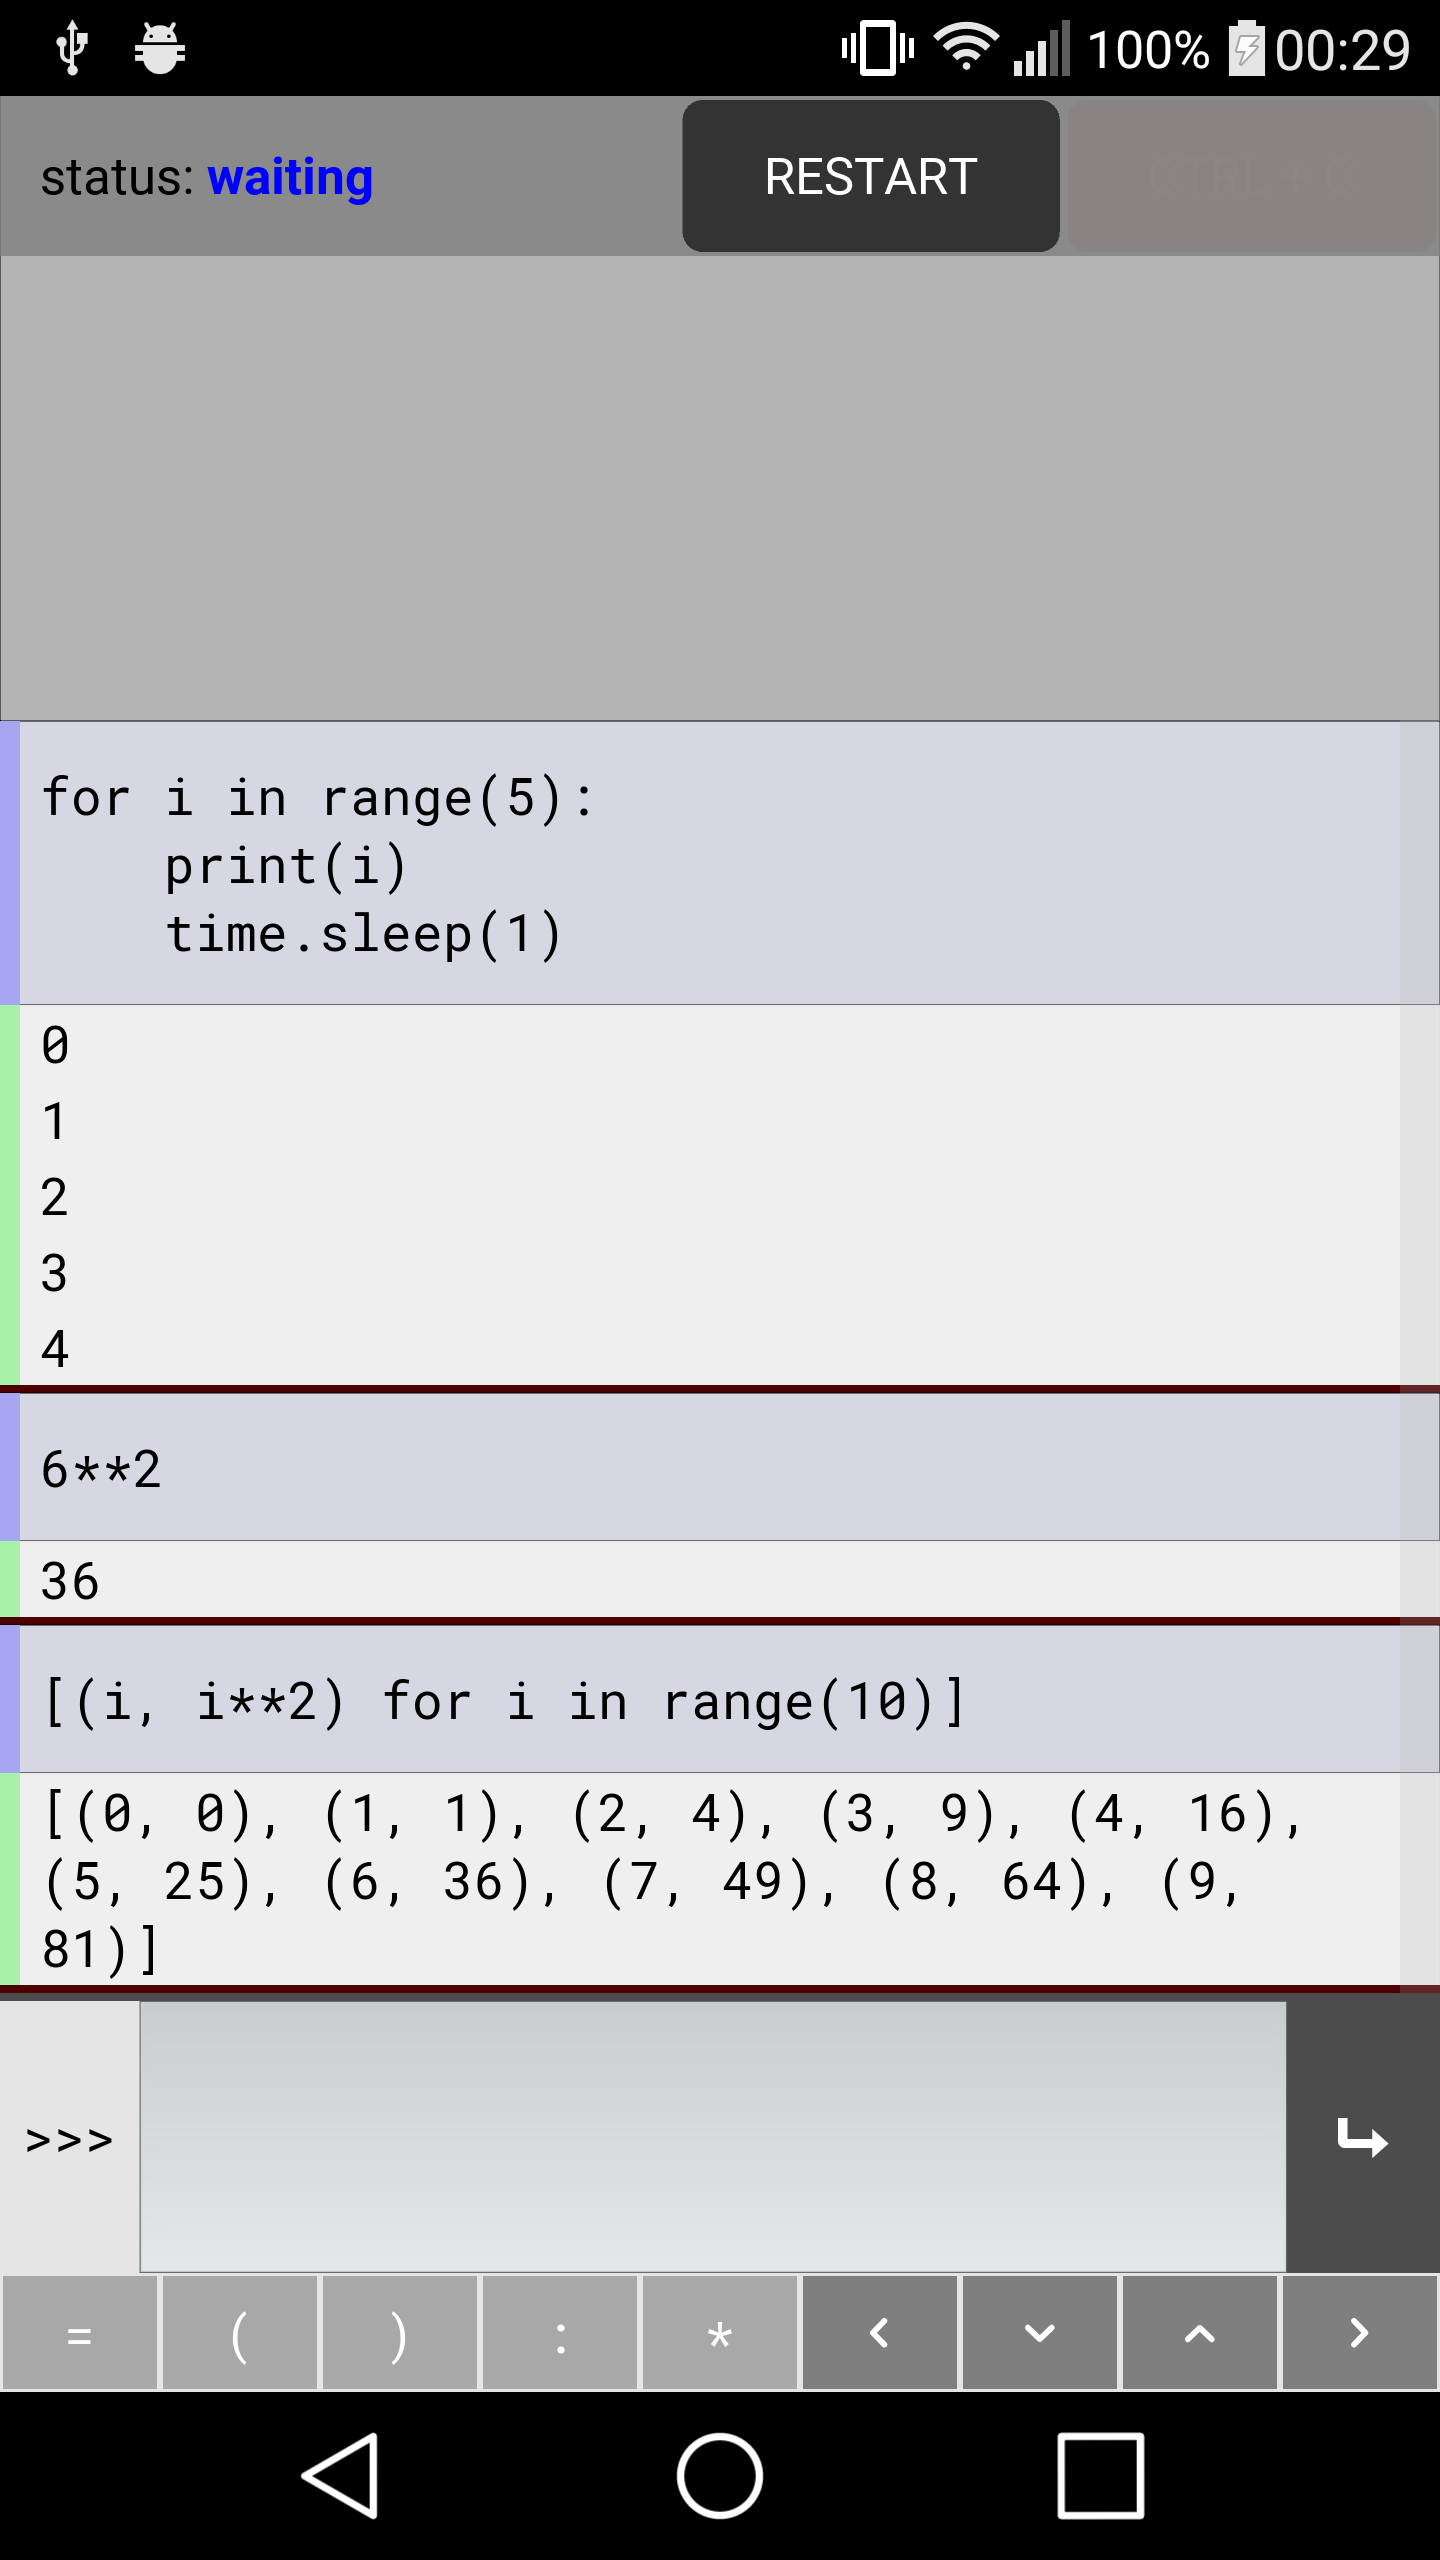 100% 00:29
status: waiting RESTART CTRL + C
for i in range(5):
    print(i)
    time.sleep(1)
0
1
2
3
4
6**2
36
[(i, i**2) for i in range(10)]
[(0, 0), (1, 1), (2, 4), (3, 9), (4, 16),
(5, 25), (6, 36), (7, 49), (8, 64), (9,
81)]
>>>
= ( ) : *